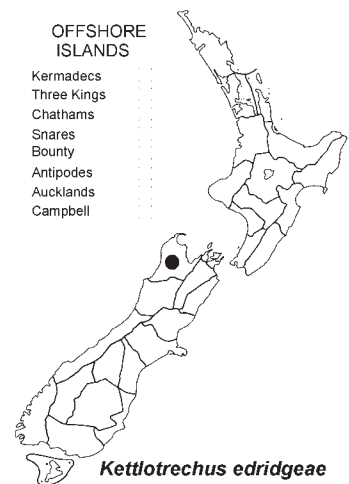 OFFSHORE
ISLANDS
Kermadecs
Three Kings
Chathams
Snares
Bounty
Antipodes
Aucklands
Campbell
Kettlotrechus edridgeae